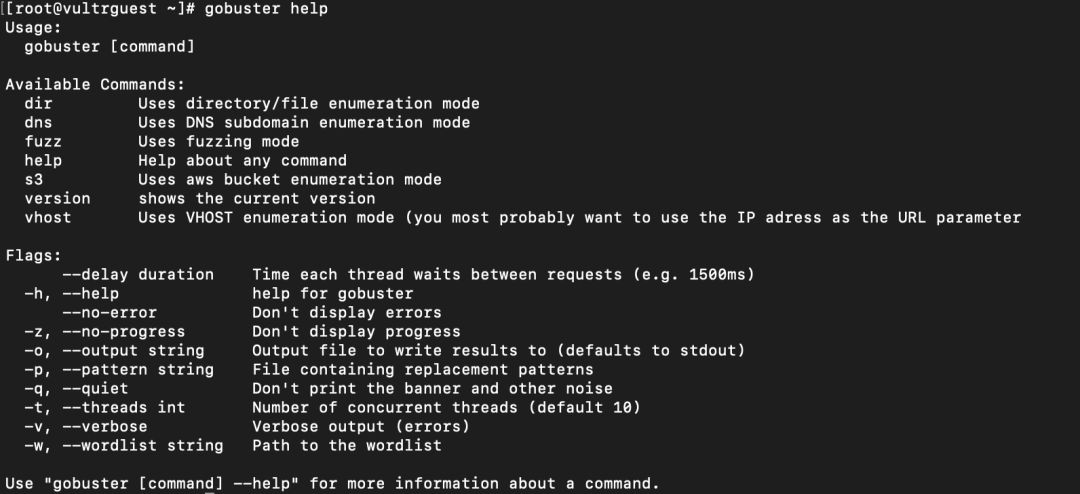 [[root@vultrguest ~]# gobuster help
Usage:
  gobuster [command]

Available Commands:
  dir         Uses directory/file enumeration mode
  dns         Uses DNS subdomain enumeration mode
  fuzz        Uses fuzzing mode
  help        Help about any command
  s3          Uses aws bucket enumeration mode
  version     shows the current version
  vhost       Uses VHOST enumeration mode (you most probably want to use the IP adress as the URL parameter

Flags:
      --delay duration    Time each thread waits between requests (e.g. 1500ms)
  -h, --help              help for gobuster
      --no-error          Don't display errors
  -z, --no-progress       Don't display progress
  -o, --output string     Output file to write results to (defaults to stdout)
  -p, --pattern string    File containing replacement patterns
  -q, --quiet             Don't print the banner and other noise
  -t, --threads int       Number of concurrent threads (default 10)
  -v, --verbose           Verbose output (errors)
  -w, --wordlist string   Path to the wordlist

Use "gobuster [command] --help" for more information about a command.